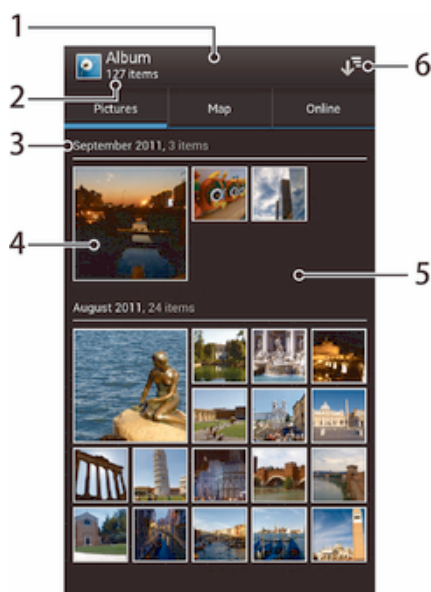 1
Album
127 items
6
2
Pictures Map Online
3
September 2011, 3 items
4
5
August 2011, 24 items